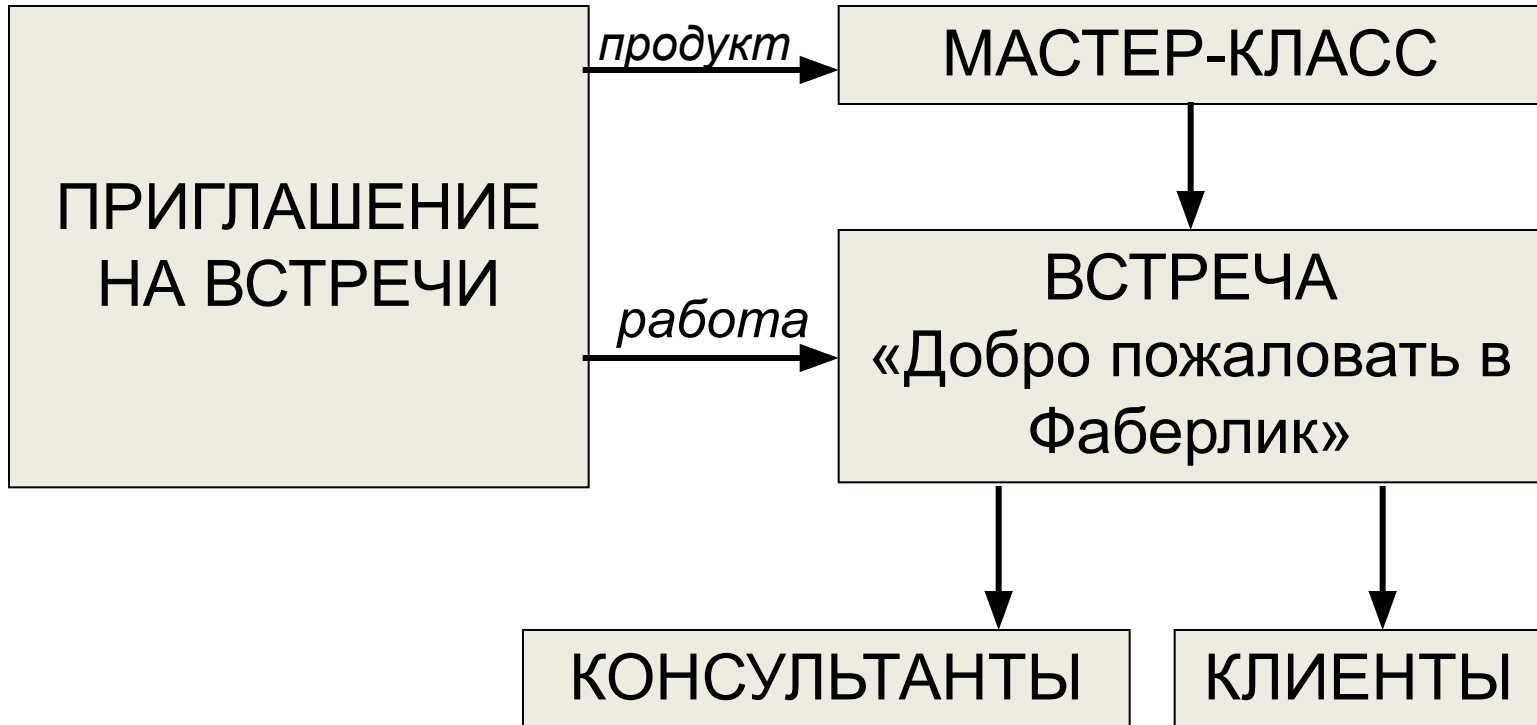 ПРИГЛАШЕНИЕ
НА ВСТРЕЧИ
продукт
МАСТЕР-КЛАСС
работа
ВСТРЕЧА
«Добро пожаловать в
Фаберлик»
КОНСУЛЬТАНТЫ
КЛИЕНТЫ